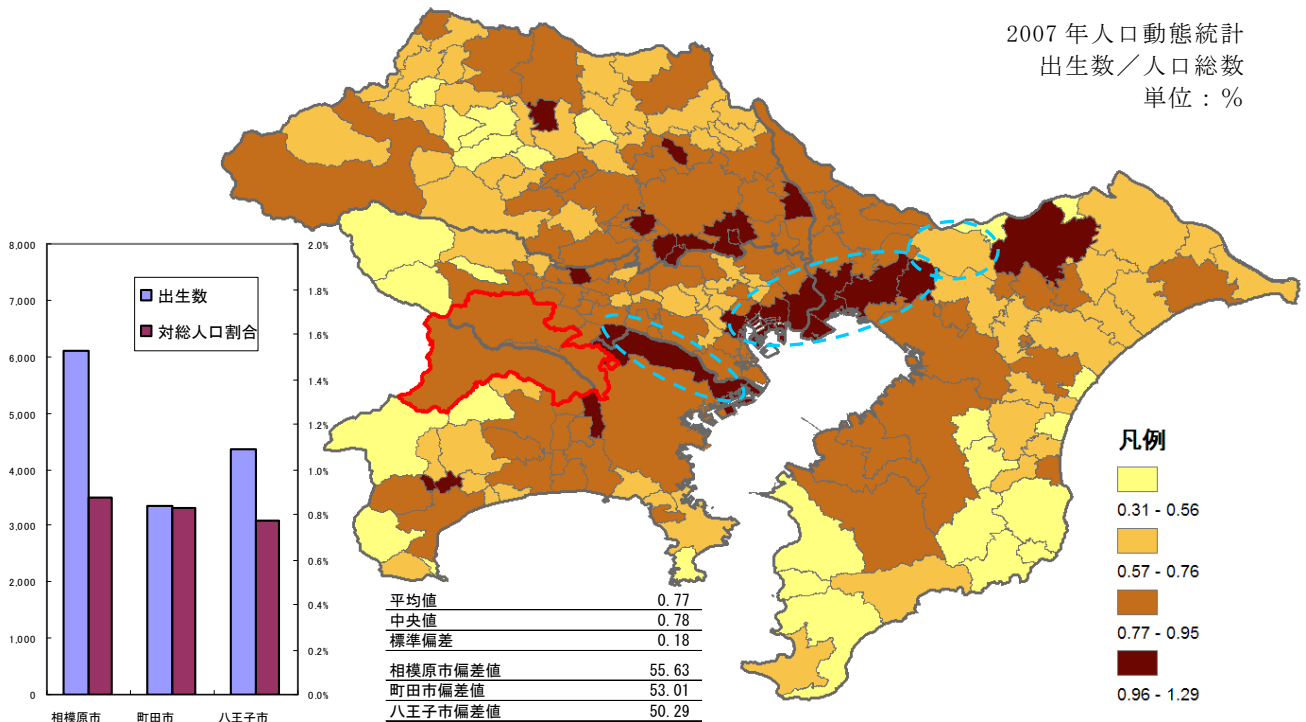 2007 年人口動態統計
出生数／人口総数
単位：％
8,000
7,000
6,000
5,000
4,000
3,000
2,000
1,000
0
出生数
対総人口割合
2.0%
1.8%
1.6%
1.4%
1.2%
1.0%
0.8%
0.6%
0.4%
0.2%
0.0%
相模原市 町田市 八王子市
平均値 0.77
中央値 0.78
標準偏差 0.18
相模原市偏差値 55.63
町田市偏差値 53.01
八王子市偏差値 50.29
凡例
0.31 - 0.56
0.57 - 0.76
0.77 - 0.95
0.96 - 1.29